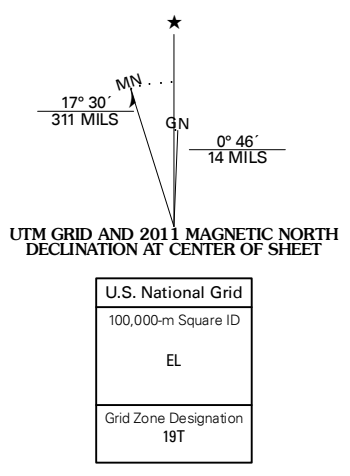 MN
17° 30´
311 MILS
GN
0° 46´
14 MILS
UTM GRID AND 2011 MAGNETIC NORTH
DECLINATION AT CENTER OF SHEET
U.S. National Grid
100,000-m Square ID
EL
Grid Zone Designation
19T